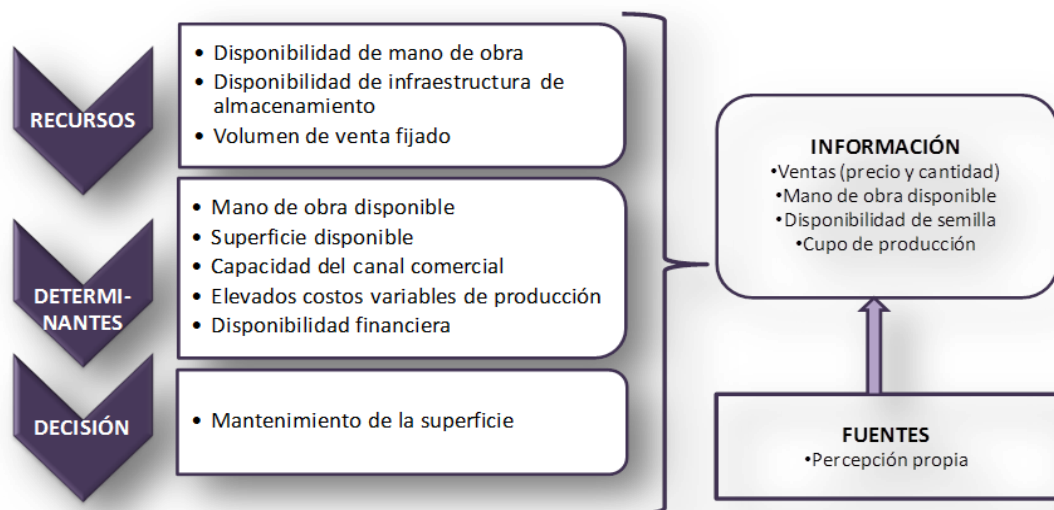 RECURSOS
• Disponibilidad de mano de obra
• Disponibilidad de infraestructura de
almacenamiento
• Volumen de venta fijado
DETERMI-
NANTES
• Mano de obra disponible
• Superficie disponible
• Capacidad del canal comercial
• Elevados costos variables de producción
• Disponibilidad financiera
DECISIÓN
• Mantenimiento de la superficie
INFORMACIÓN
•Ventas (precio y cantidad)
•Mano de obra disponible
•Disponibilidad de semilla
•Cupo de producción
FUENTES
•Percepción propia